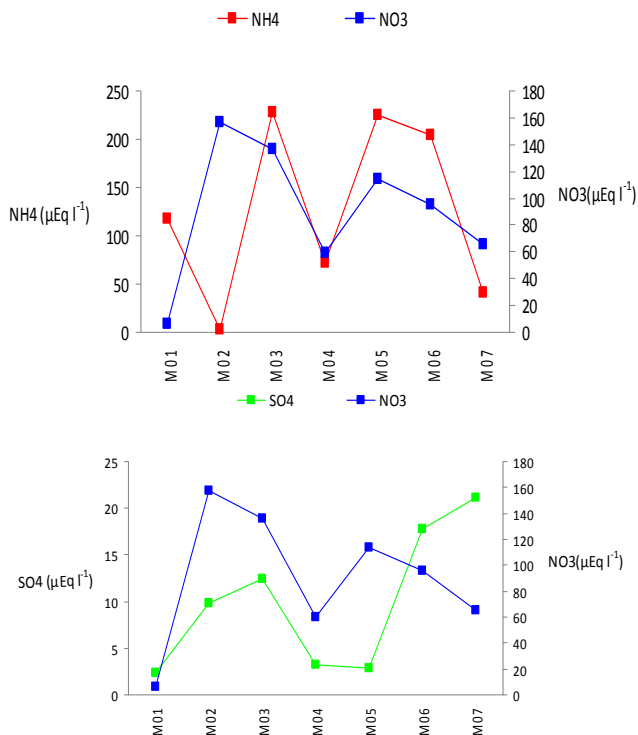 NH4 NO3
250 180
200 160
150 140
100 120
50 100
0 80
60
40
20
0
NH4 (µEq l⁻¹)
NO3(µEq l⁻¹)
M01 M02 M03 M04 M05 M06 M07
SO4 NO3
25 180
20 160
15 140
10 120
5 100
0 80
60
40
20
0
SO4 (µEq l⁻¹)
NO3(µEq l⁻¹)
M01 M02 M03 M04 M05 M06 M07